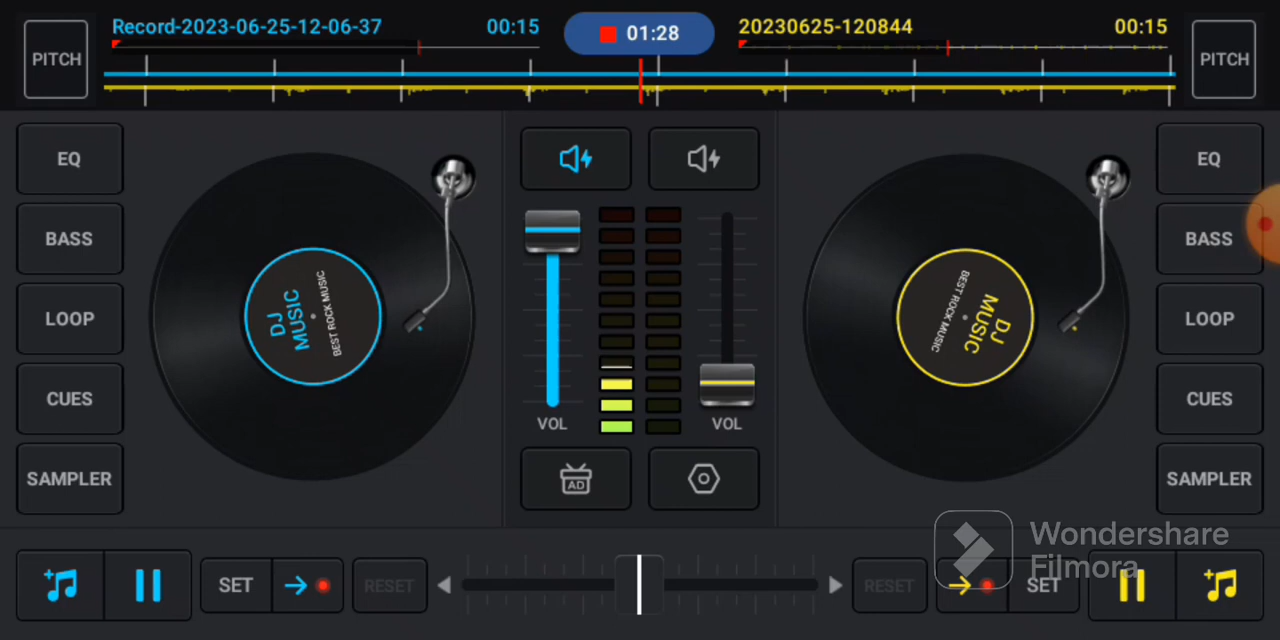 PITCH
Record-2023-06-25-12-06-37
00:15
01:28
20230625-120844
00:15
PITCH
EQ
BASS
LOOP
CUES
SAMPLER
DJ
MUSIC
BEST ROCK MUSIC
VOL
VOL
AD
DJ
MUSIC
BEST ROCK MUSIC
EQ
BASS
LOOP
CUES
SAMPLER
SET
RESET
RESET
SET
Wondershare
Filmora